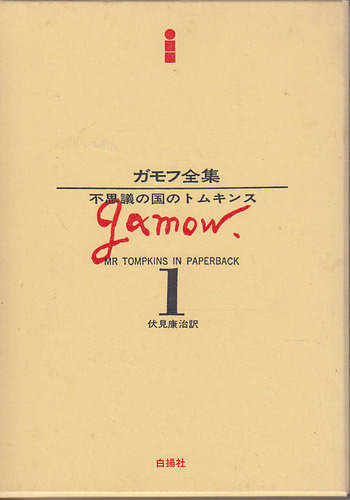 ガモフ全集
不思議の国のトムキンス
gamow.
MR TOMPKINS IN PAPERBACK
1
伏見康治訳
白揚社